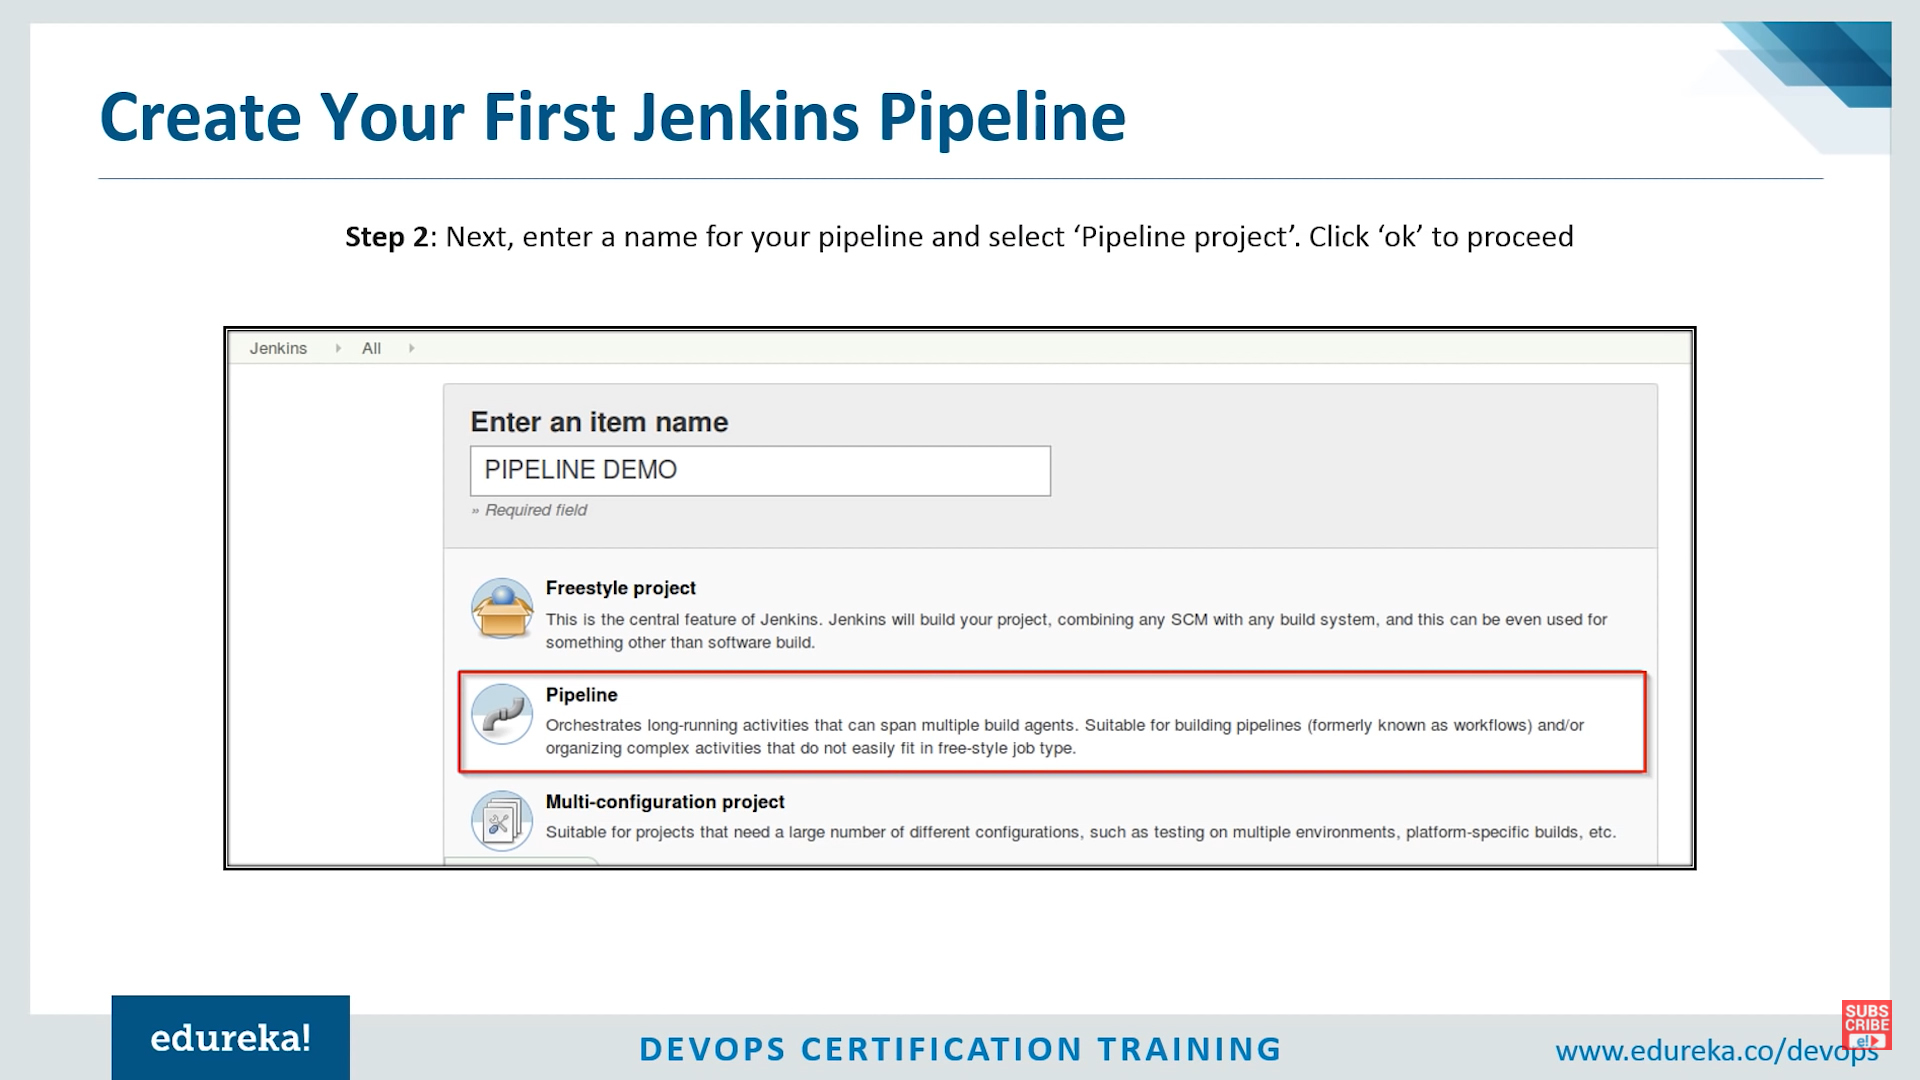 Create Your First Jenkins Pipeline
Step 2: Next, enter a name for your pipeline and select ‘Pipeline project’. Click ‘ok’ to proceed
Jenkins All
Enter an item name
PIPELINE DEMO
» Required field
Freestyle project
This is the central feature of Jenkins. Jenkins will build your project, combining any SCM with any build system, and this can be even used for
something other than software build.
Pipeline
Orchestrates long-running activities that can span multiple build agents. Suitable for building pipelines (formerly known as workflows) and/or
organizing complex activities that do not easily fit in free-style job type.
Multi-configuration project
Suitable for projects that need a large number of different configurations, such as testing on multiple environments, platform-specific builds, etc.
edureka!
DEVOPS CERTIFICATION TRAINING
www.edureka.co/devops
SUBS
CRIBE
e!